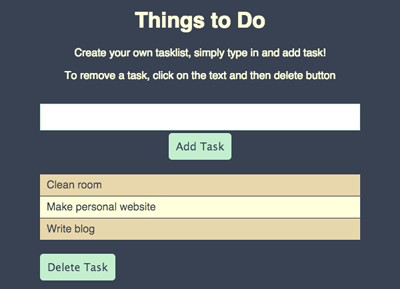 Things to Do
Create your own tasklist, simply type in and add task!
To remove a task, click on the text and then delete button
Add Task
Clean room
Make personal website
Write blog
Delete Task